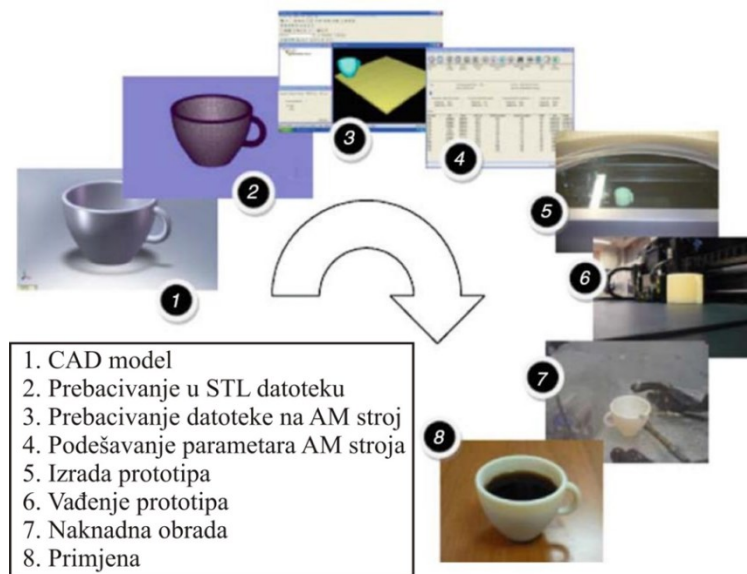 3
4
2
5
1
6
7
8
1. CAD model
2. Prebacivanje u STL datoteku
3. Prebacivanje datoteke na AM stroj
4. Podešavanje parametara AM stroja
5. Izrada prototipa
6. Vađenje prototipa
7. Naknadna obrada
8. Primjena